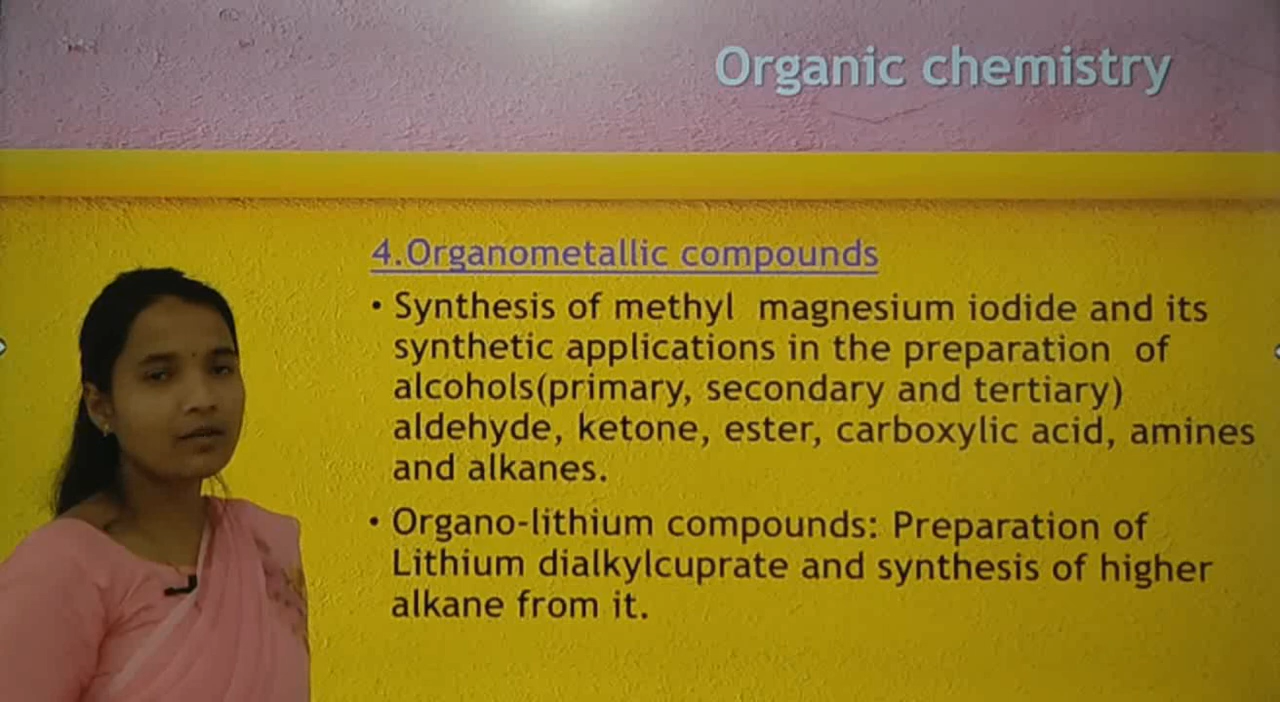 Organic chemistry
4.Organometallic compounds
• Synthesis of methyl magnesium iodide and its
synthetic applications in the preparation of
alcohols(primary, secondary and tertiary)
aldehyde, ketone, ester, carboxylic acid, amines
and alkanes.
• Organo-lithium compounds: Preparation of
Lithium dialkylcuprate and synthesis of higher
alkane from it.